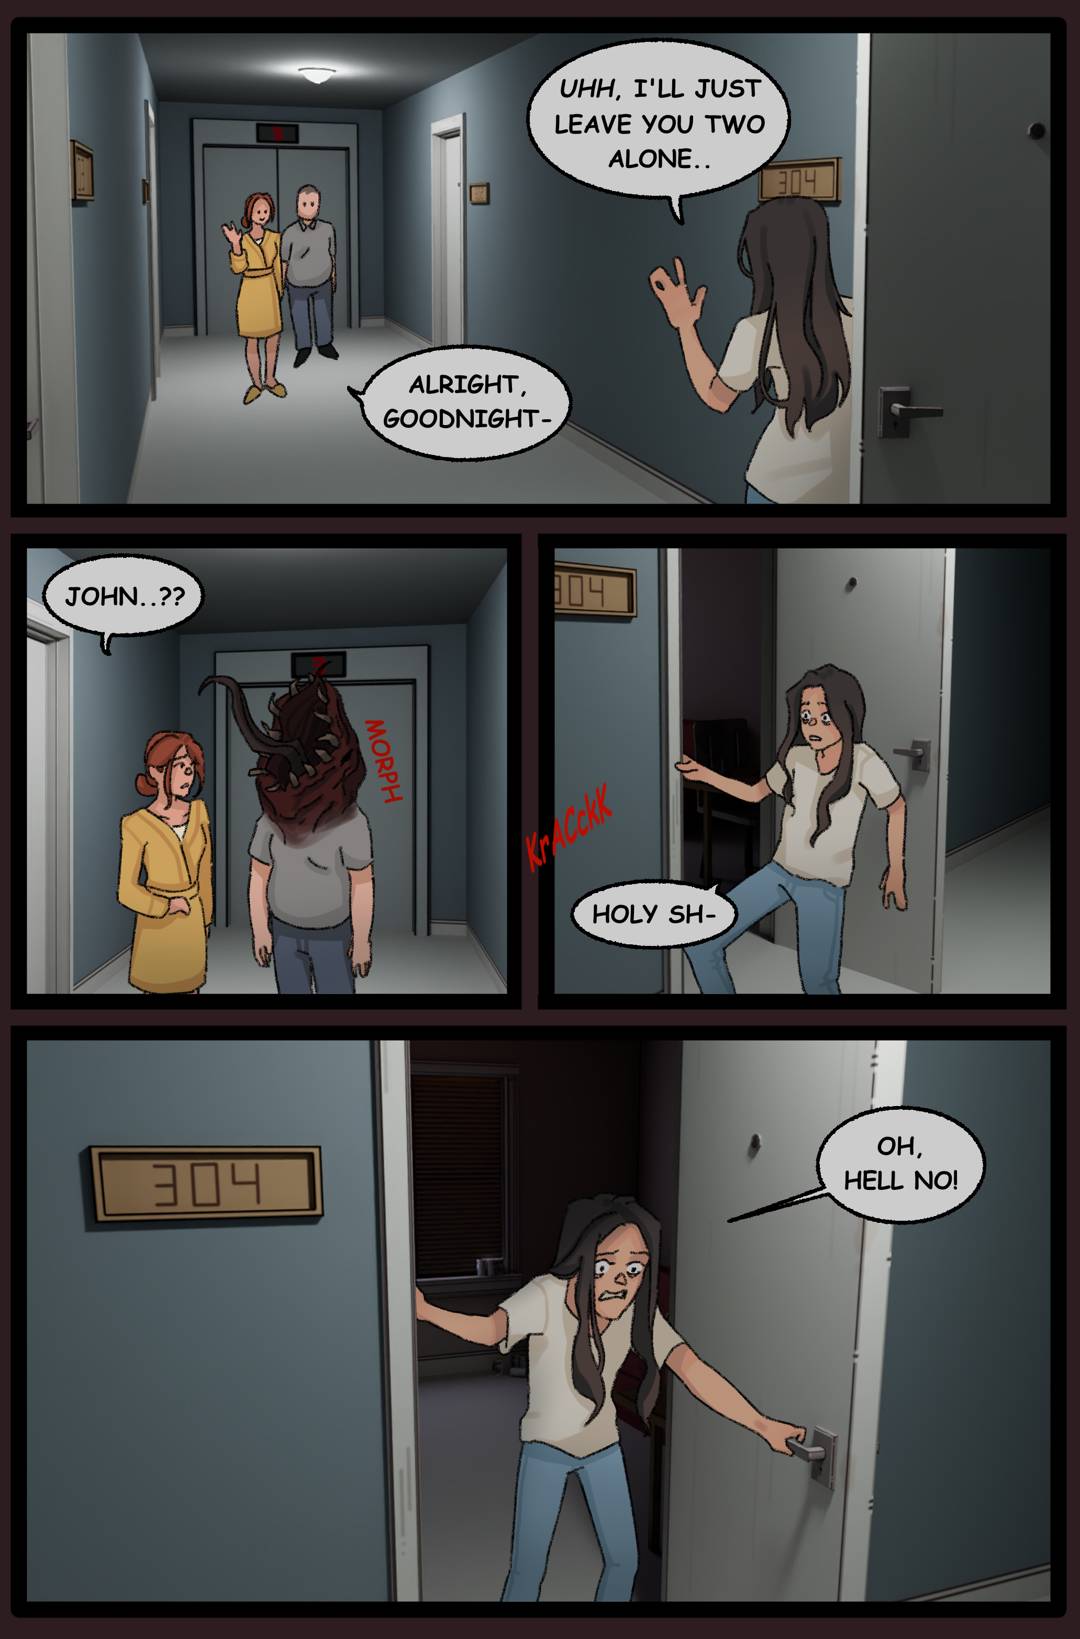 UHH, I'LL JUST
LEAVE YOU TWO
ALONE..
304
ALRIGHT,
GOODNIGHT-
JOHN..??
MORPH
304
KrACckK
HOLY SH-
OH,
HELL NO!
304